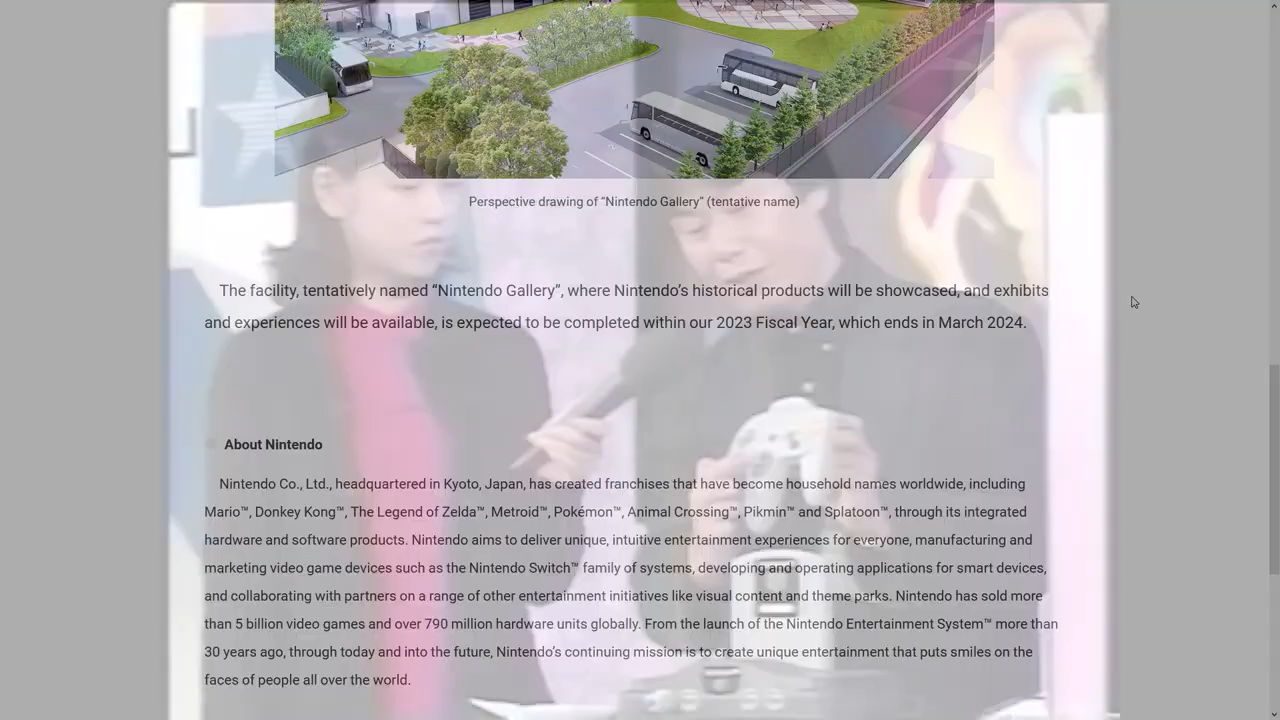 Perspective drawing of “Nintendo Gallery” (tentative name)
The facility, tentatively named “Nintendo Gallery”, where Nintendo’s historical products will be showcased, and exhibits
and experiences will be available, is expected to be completed within our 2023 Fiscal Year, which ends in March 2024.
About Nintendo
Nintendo Co., Ltd., headquartered in Kyoto, Japan, has created franchises that have become household names worldwide, including
Mario™, Donkey Kong™, The Legend of Zelda™, Metroid™, Pokémon™, Animal Crossing™, Pikmin™ and Splatoon™, through its integrated
hardware and software products. Nintendo aims to deliver unique, intuitive entertainment experiences for everyone, manufacturing and
marketing video game devices such as the Nintendo Switch™ family of systems, developing and operating applications for smart devices,
and collaborating with partners on a range of other entertainment initiatives like visual content and theme parks. Nintendo has sold more
than 5 billion video games and over 790 million hardware units globally. From the launch of the Nintendo Entertainment System™ more than
30 years ago, through today and into the future, Nintendo’s continuing mission is to create unique entertainment that puts smiles on the
faces of people all over the world.